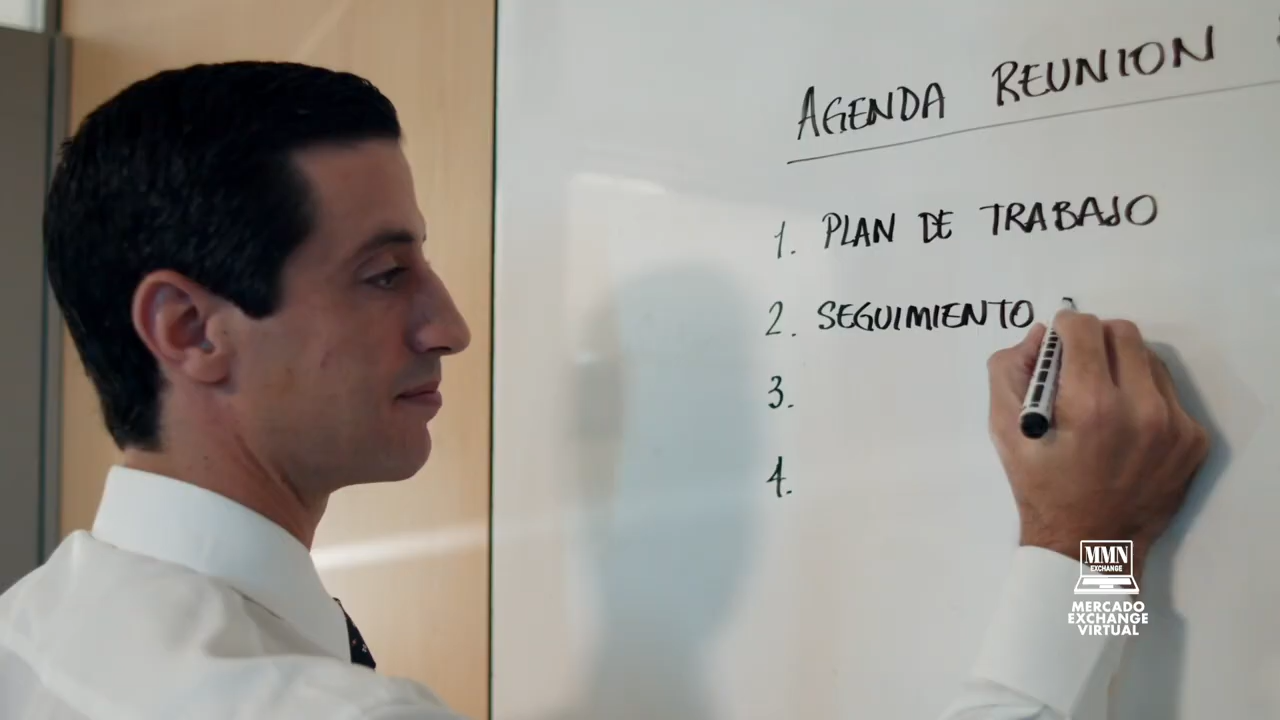 AGENDA REUNION
1. PLAN DE TRABAJO
2. SEGUIMIENTO
3.
4.
MMN
EXCHANGE
MERCADO
EXCHANGE
VIRTUAL